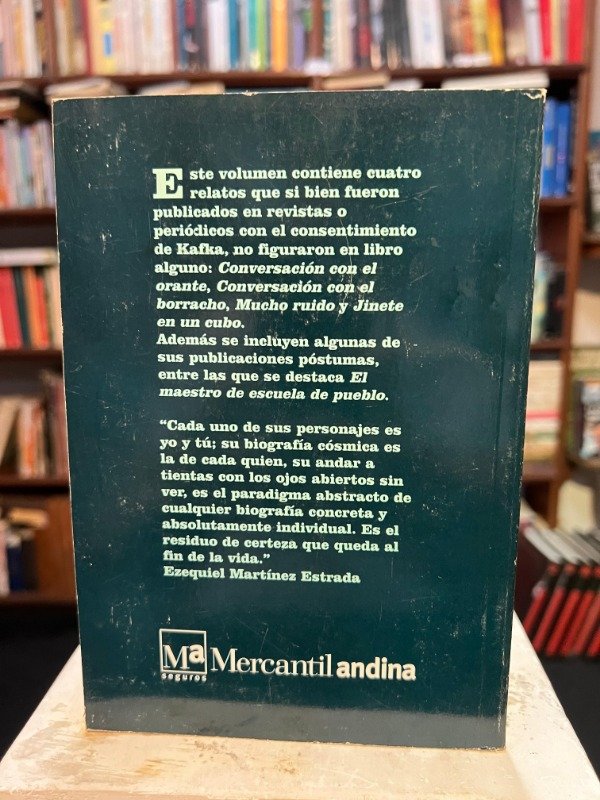 Este volumen contiene cuatro
relatos que si bien fueron
publicados en revistas o
periódicos con el consentimiento
de Kafka, no figuraron en libro
alguno: Conversación con el
orante, Conversación con el
borracho, Mucho ruido y Jinete
en un cubo.
Además se incluyen algunas de
sus publicaciones póstumas,
entre las que se destaca El
maestro de escuela de pueblo.
“Cada uno de sus personajes es
yo y tú; su biografía cósmica es
la de cada quien, su andar a
tientas con los ojos abiertos sin
ver, es el paradigma abstracto de
cualquier biografía concreta y
absolutamente individual. Es el
residuo de certeza que queda al
fin de la vida.”
Ezequiel Martínez Estrada
Ma Mercantil andina
seguros